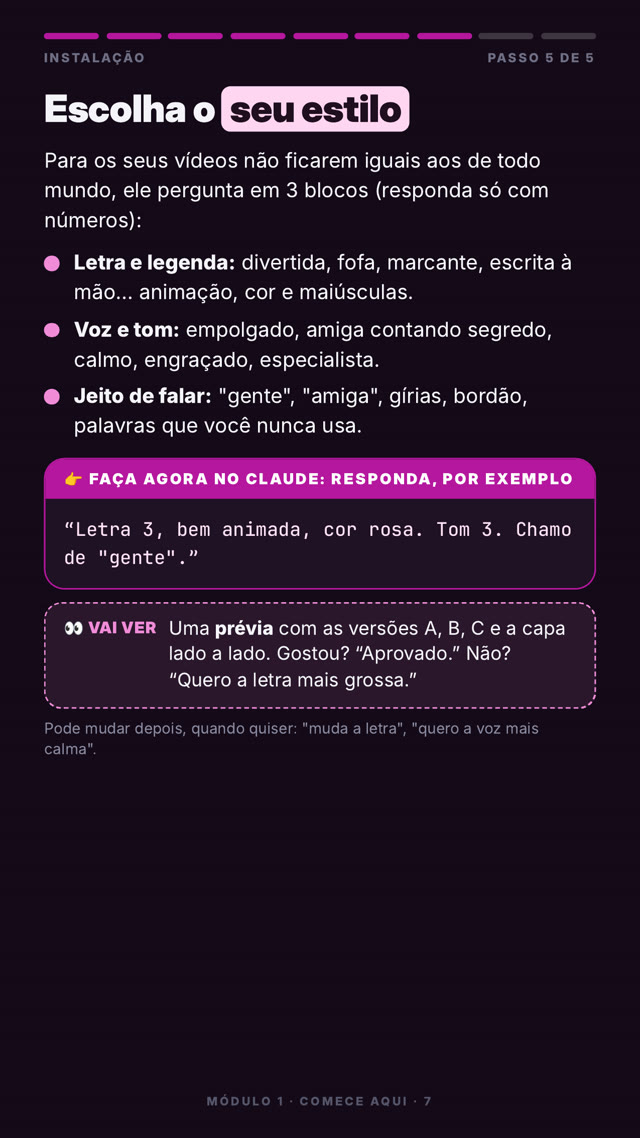 INSTALAÇÃO
PASSO 5 DE 5
Escolha o seu estilo
Para os seus vídeos não ficarem iguais aos de todo
mundo, ele pergunta em 3 blocos (responda só com
números):
Letra e legenda: divertida, fofa, marcante, escrita à
mão... animação, cor e maiúsculas.
Voz e tom: empolgado, amiga contando segredo,
calmo, engraçado, especialista.
Jeito de falar: "gente", "amiga", gírias, bordão,
palavras que você nunca usa.
👉 FAÇA AGORA NO CLAUDE: RESPONDA, POR EXEMPLO
“Letra 3, bem animada, cor rosa. Tom 3. Chamo
de "gente".”
👀 VAI VER
Uma prévia com as versões A, B, C e a capa
lado a lado. Gostou? “Aprovado.” Não?
“Quero a letra mais grossa.”
Pode mudar depois, quando quiser: "muda a letra", "quero a voz mais
calma".
MÓDULO 1 · COMECE AQUI · 7